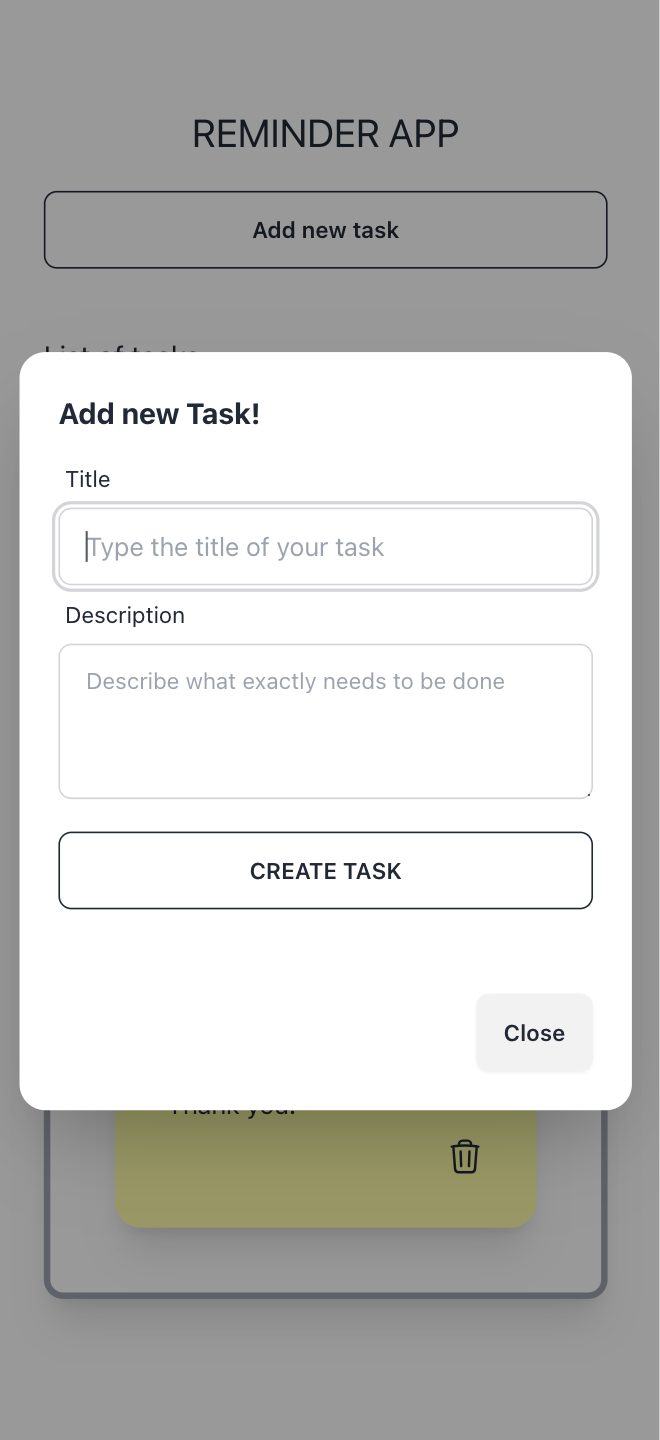 REMINDER APP
Add new task
List of tasks
Add new Task!
Title
Type the title of your task
Description
Describe what exactly needs to be done
CREATE TASK
Close
Thank you!